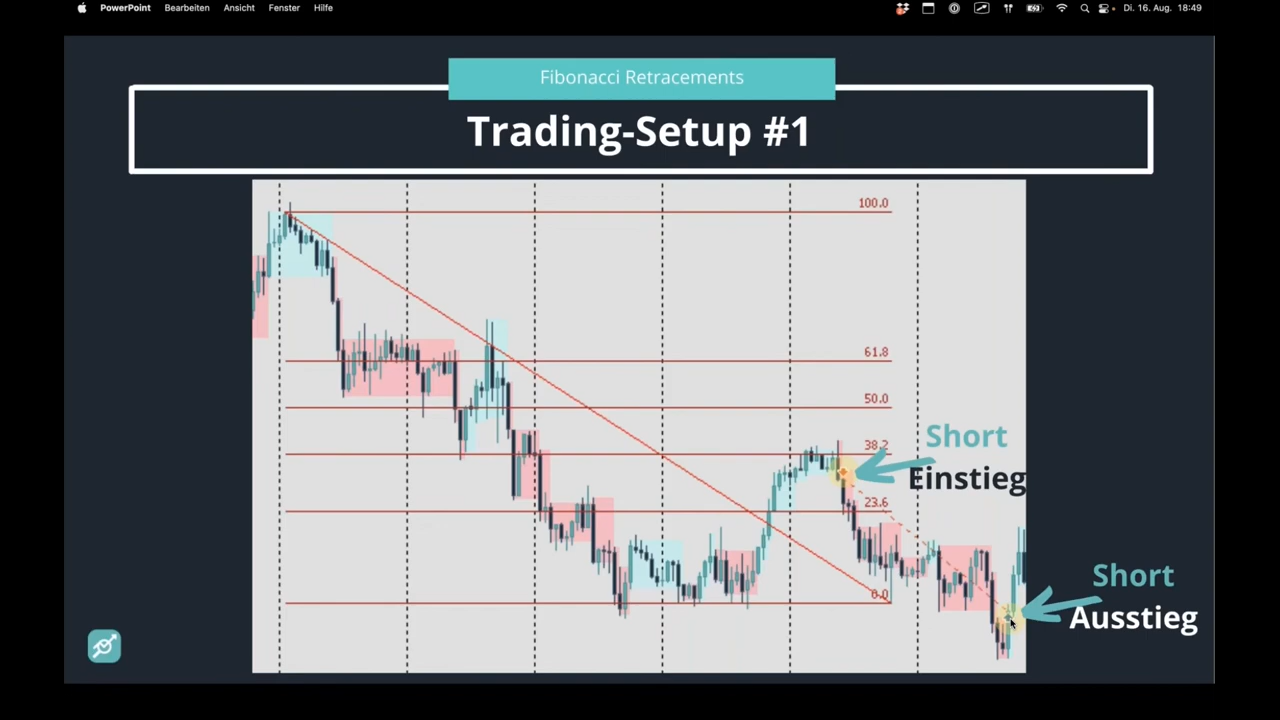 PowerPoint Bearbeiten Ansicht Fenster Hilfe Di. 16. Aug. 18:49
Fibonacci Retracements
Trading-Setup #1
100.0
61.8
50.0
38.2
Short
Einstieg
23.6
Short
0.0
Ausstieg